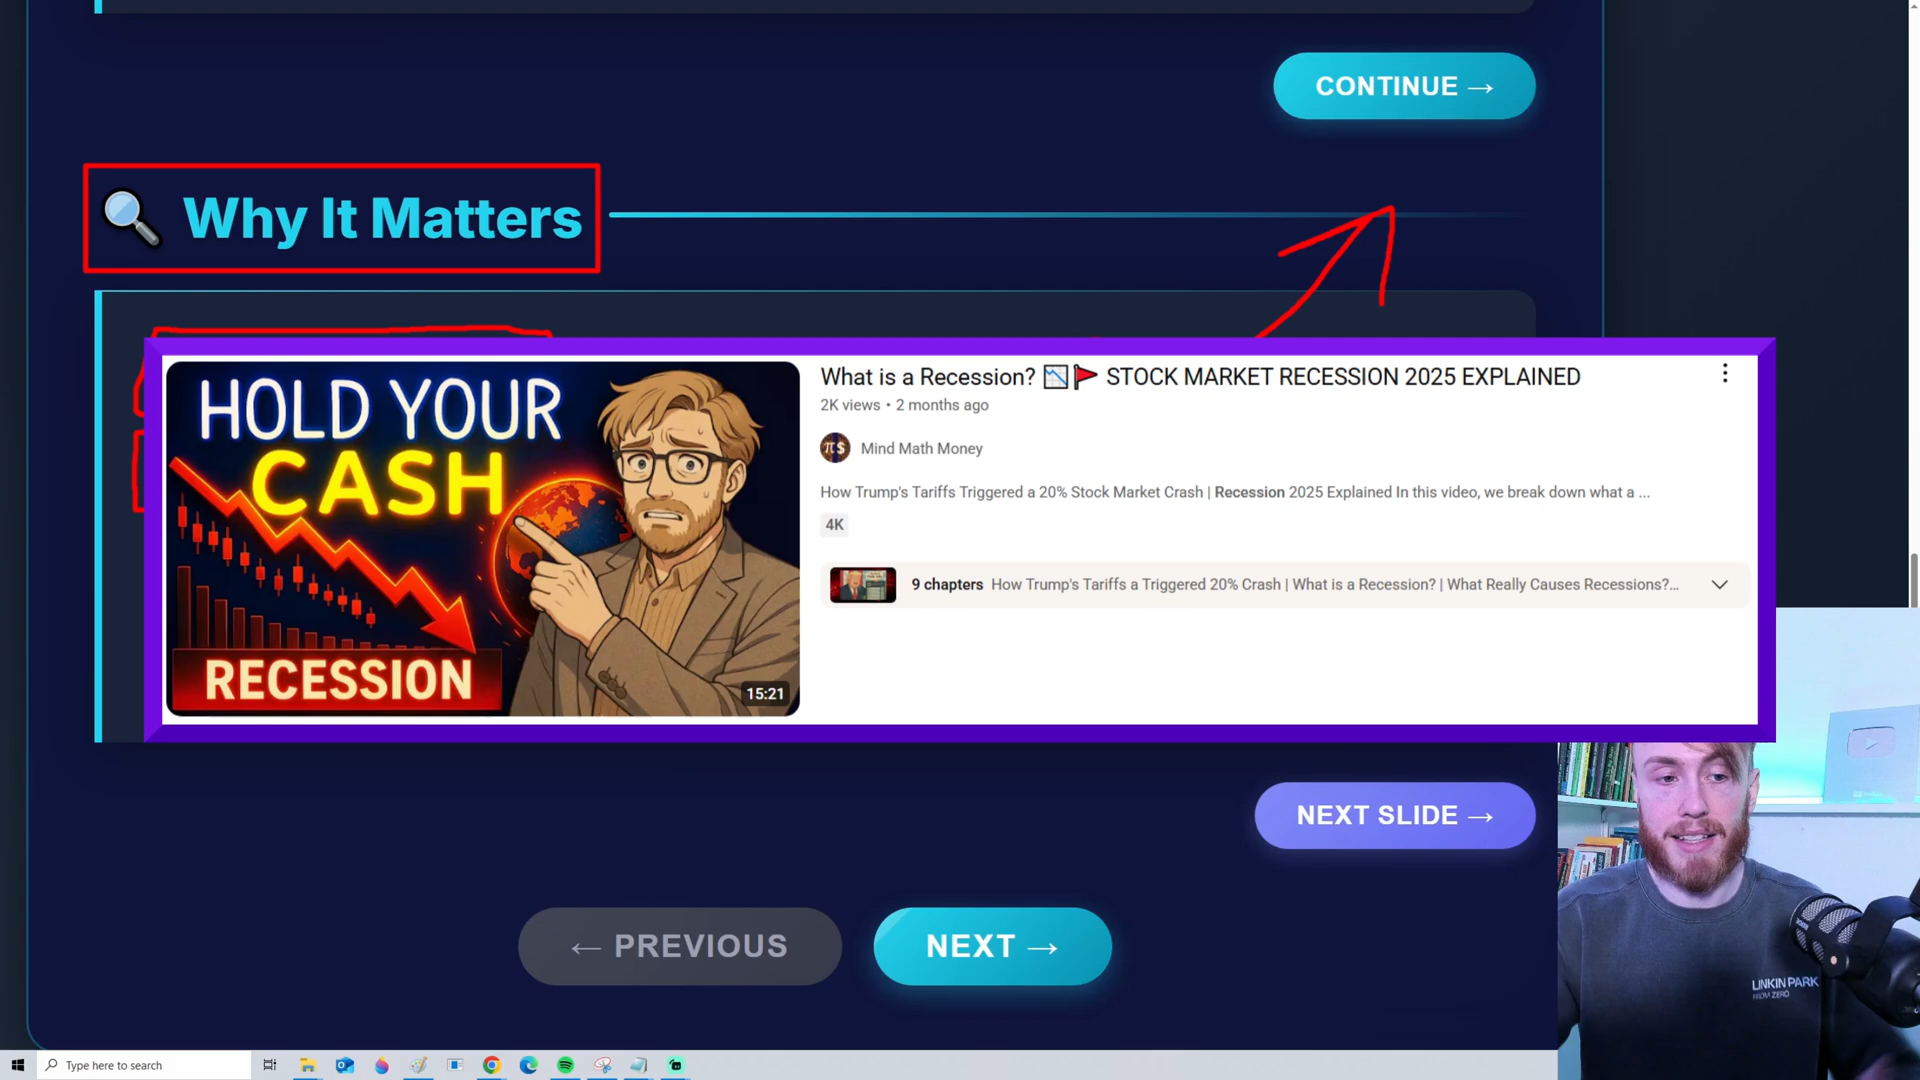 CONTINUE →
Why It Matters
HOLD YOUR
CASH
RECESSION
15:21
What is a Recession? STOCK MARKET RECESSION 2025 EXPLAINED
2K views • 2 months ago
Mind Math Money
How Trump's Tariffs Triggered a 20% Stock Market Crash | Recession 2025 Explained In this video, we break down what a ...
4K
9 chapters How Trump's Tariffs a Triggered 20% Crash | What is a Recession? | What Really Causes Recessions?...
NEXT SLIDE →
← PREVIOUS
NEXT →
LINKIN PARK
FROM ZERO
Type here to search